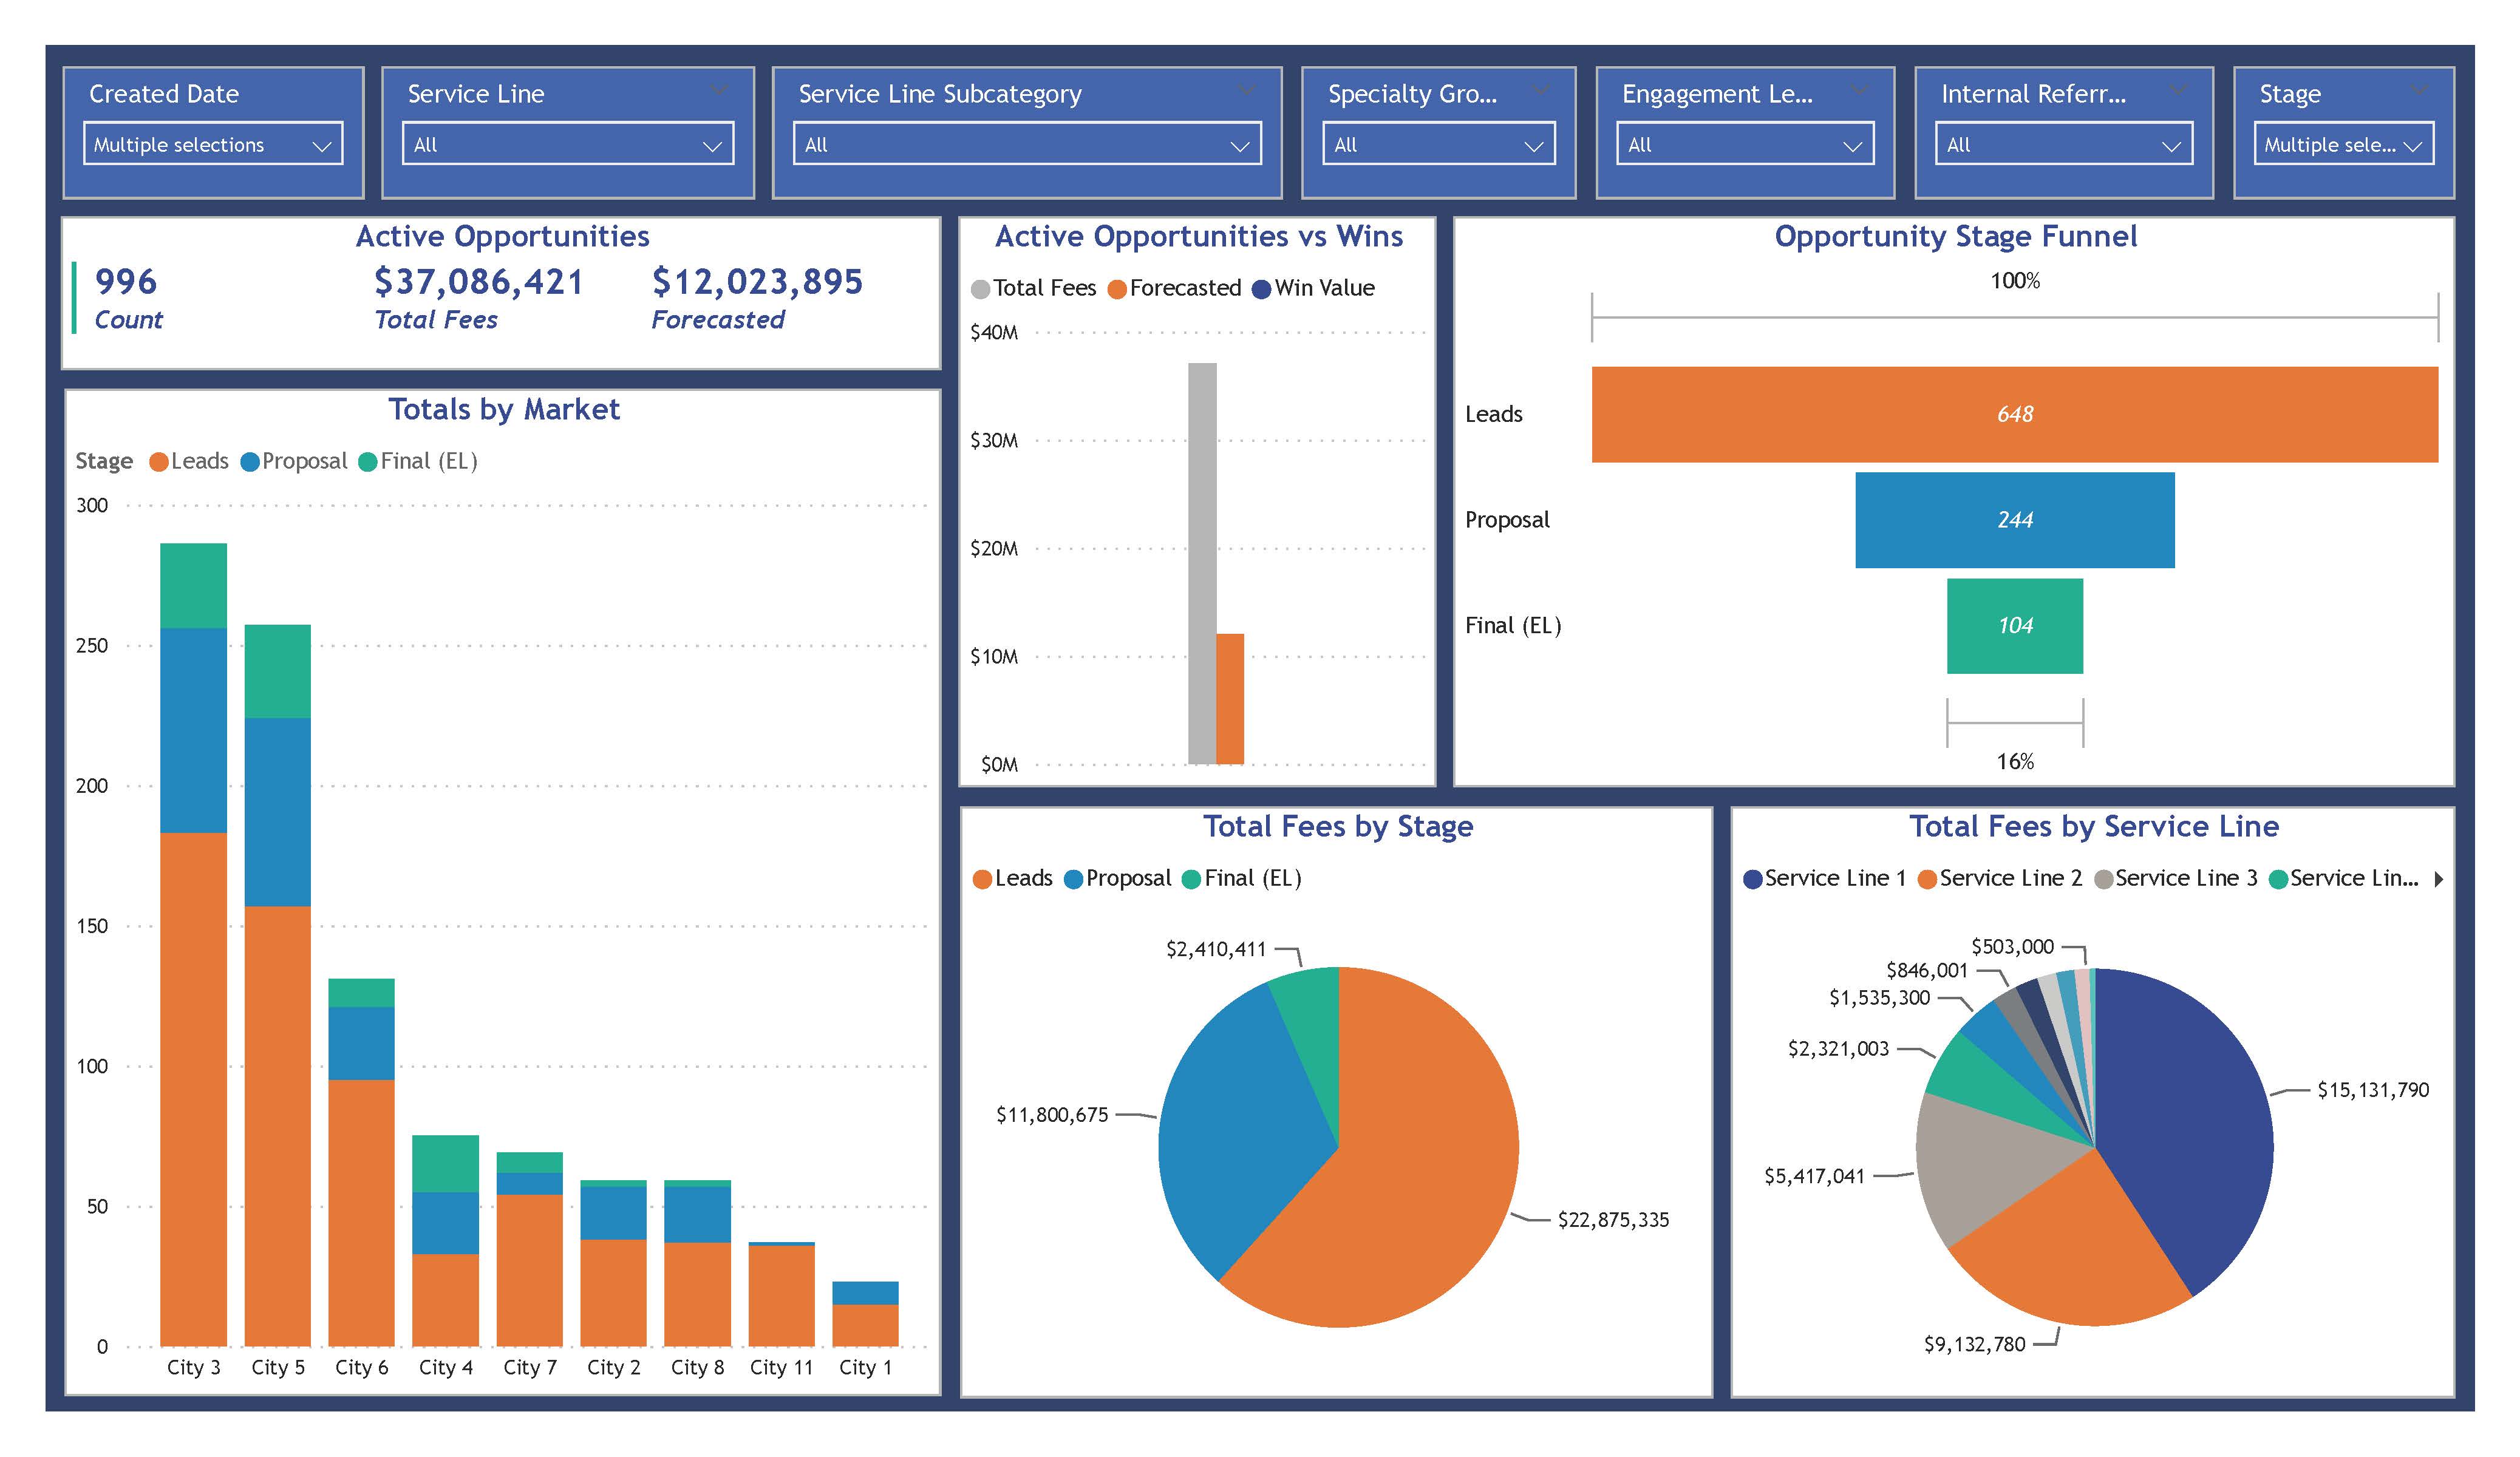 Created Date
Multiple selections
Service Line
All
Service Line Subcategory
All
Specialty Gro...
All
Engagement Le...
All
Internal Referr...
All
Stage
Multiple sele...
Active Opportunities
996
Count
$37,086,421
Total Fees
$12,023,895
Forecasted
Totals by Market
Stage Leads Proposal Final (EL)
300
250
200
150
100
50
0
City 3 City 5 City 6 City 4 City 7 City 2 City 8 City 11 City 1
Active Opportunities vs Wins
Total Fees Forecasted Win Value
$40M
$30M
$20M
$10M
$0M
Opportunity Stage Funnel
100%
Leads 648
Proposal 244
Final (EL) 104
16%
Total Fees by Stage
Leads Proposal Final (EL)
$2,410,411
$11,800,675
$22,875,335
Total Fees by Service Line
Service Line 1 Service Line 2 Service Line 3 Service Lin...
$503,000
$846,001
$1,535,300
$2,321,003
$15,131,790
$5,417,041
$9,132,780